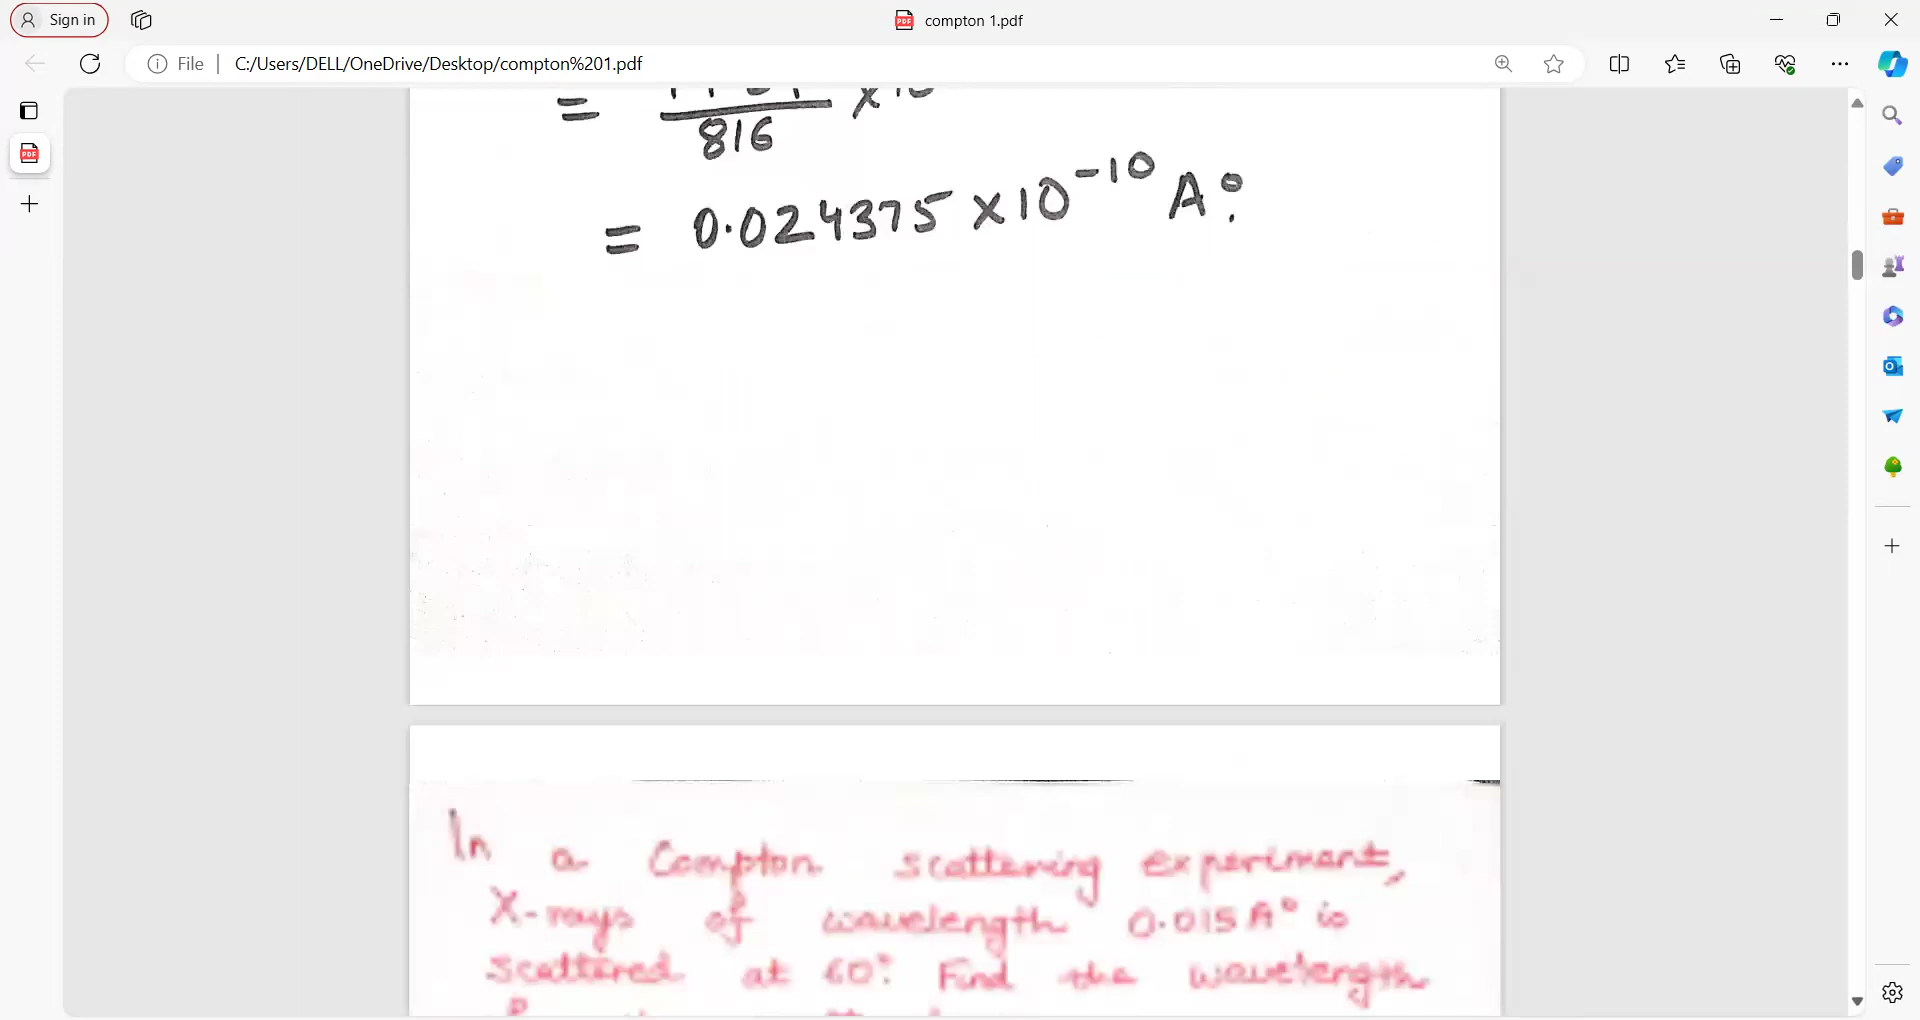 Sign in
compton 1.pdf
File
C:/Users/DELL/OneDrive/Desktop/compton%201.pdf
=
816
= 0.024375 ×10⁻¹⁰ A°.
In a Compton scattering experiment,
X-rays of wavelength 0.015 A° is
scattered at 60°. Find the wavelength